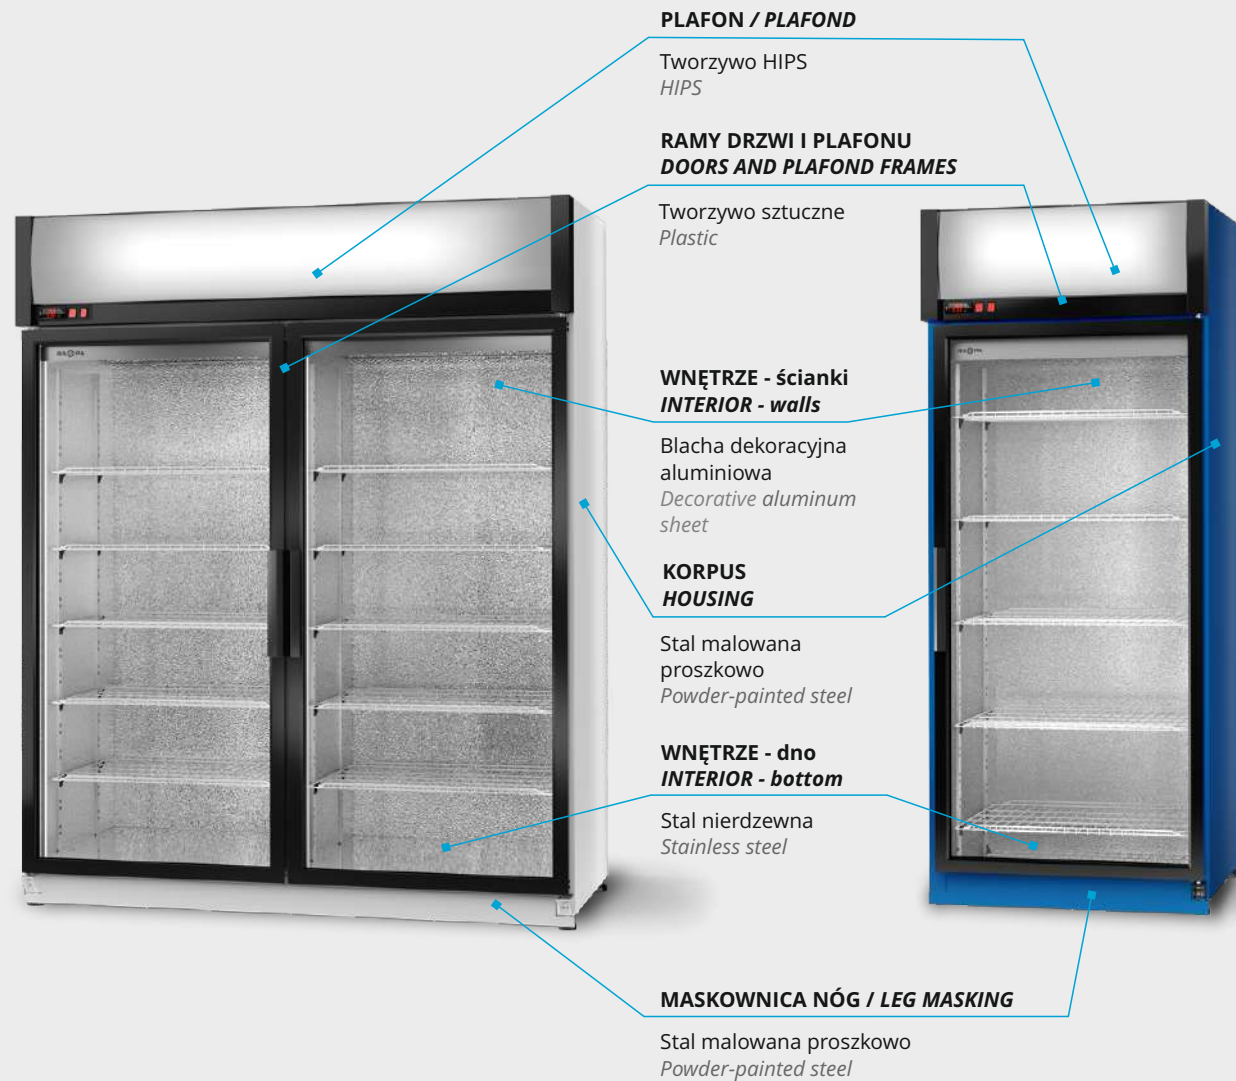 PLAFON / PLAFOND
Tworzywo HIPS
HIPS
RAMY DRZWI I PLAFONU
DOORS AND PLAFOND FRAMES
Tworzywo sztuczne
Plastic
WNĘTRZE - ścianki
INTERIOR - walls
Blacha dekoracyjna
aluminiowa
Decorative aluminum
sheet
KORPUS
HOUSING
Stal malowana
proszkowo
Powder-painted steel
WNĘTRZE - dno
INTERIOR - bottom
Stal nierdzewna
Stainless steel
MASKOWNICA NÓG / LEG MASKING
Stal malowana proszkowo
Powder-painted steel